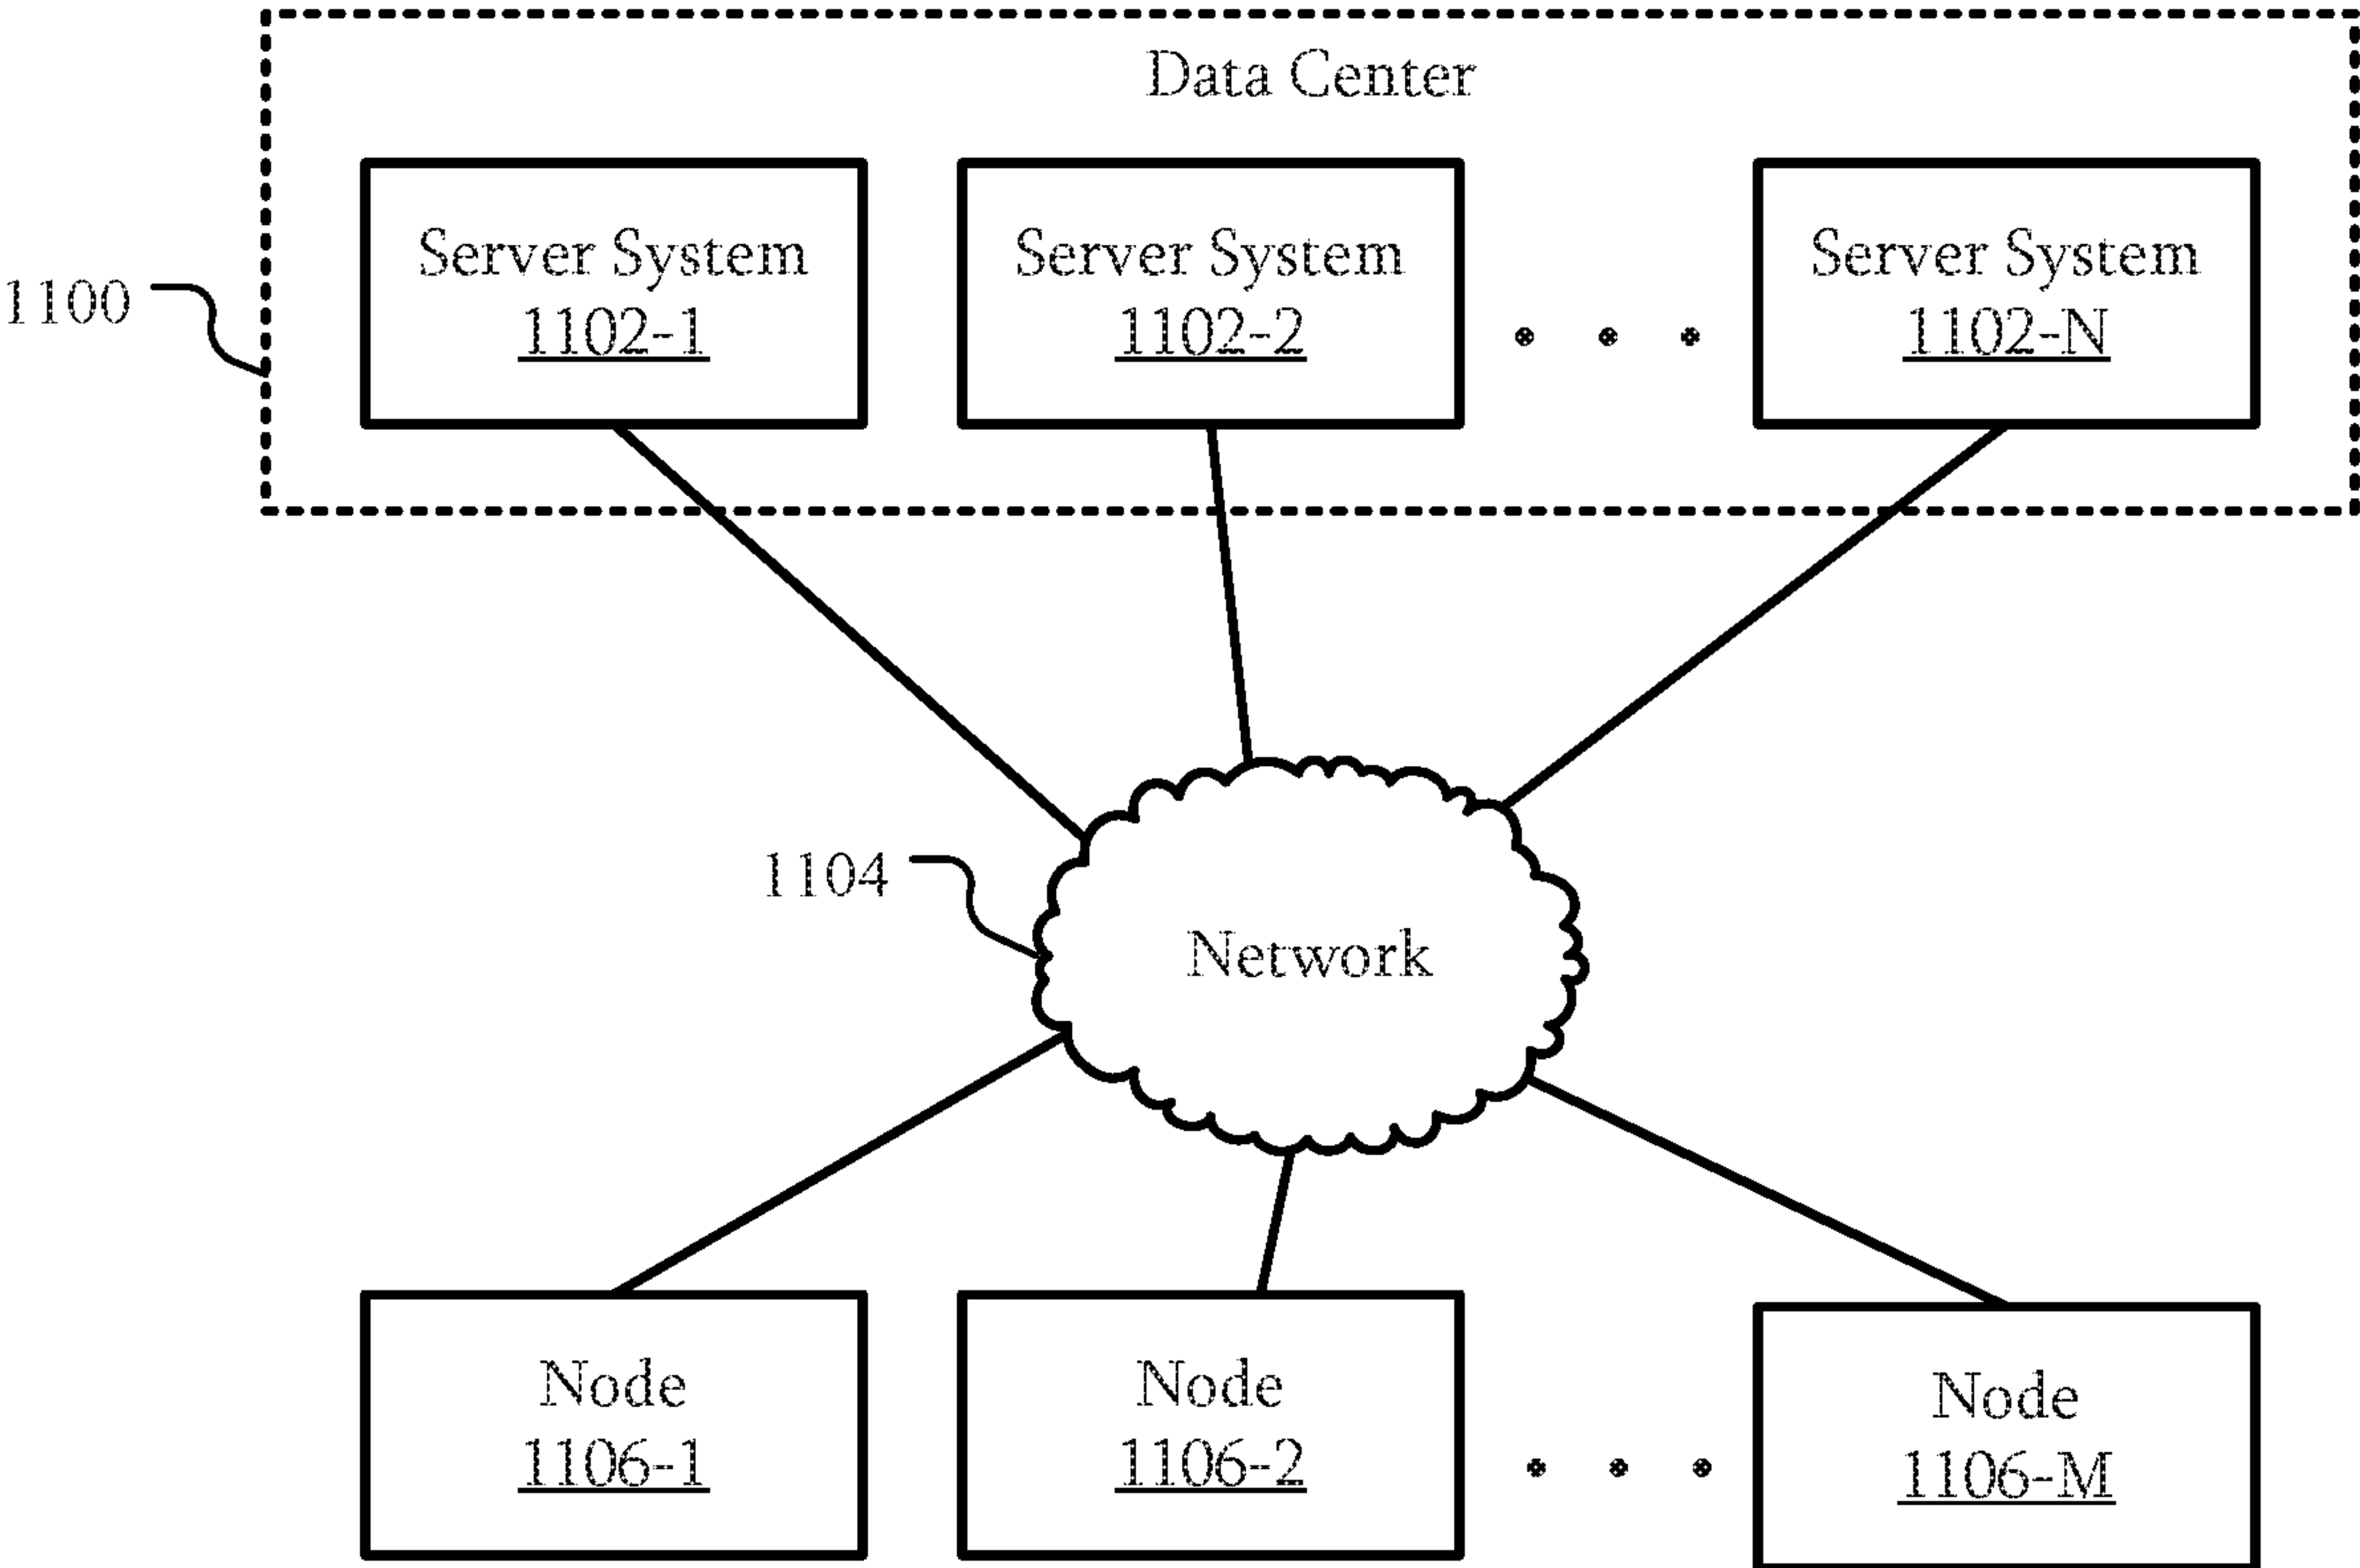 Data Center
Server System
1102-1
Server System
1102-2
Server System
1102-N
1100
1104
Network
Node
1106-1
Node
1106-2
Node
1106-M